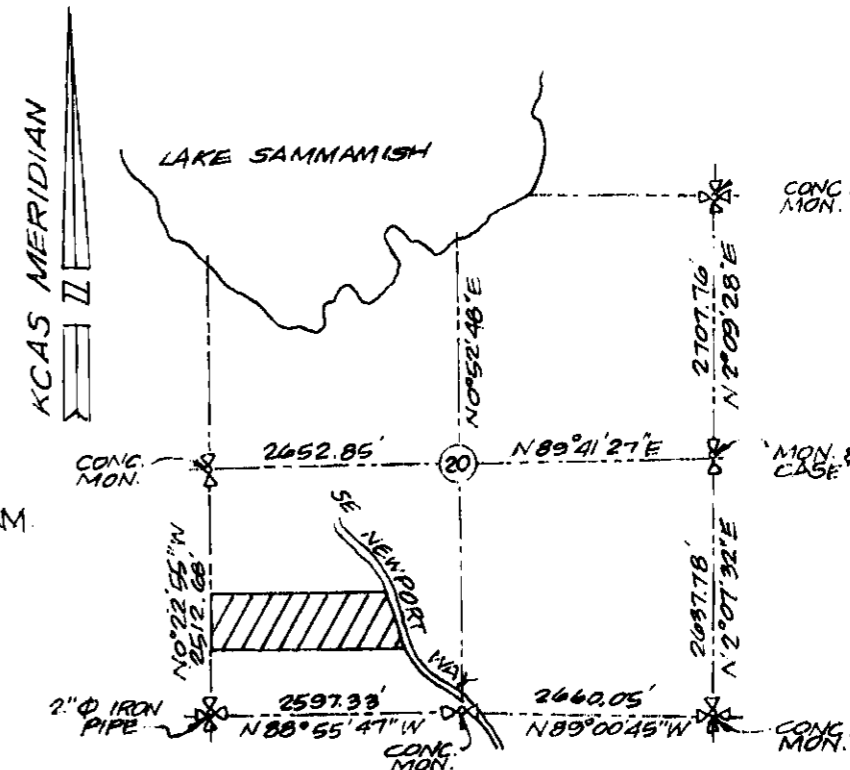 KCAS MERIDIAN
N
LAKE SAMMAMISH
CONC.
MON.
2707.76'
N 2°09'28"E
N0°52'48"E
CONC.
MON.
2652.85'
20
N89°41'27"E
MON. &
CASE
M.
SE NEWPORT WAY
N0°22'55"W
2512.68'
2637.78'
N 2°07'32"E
2"Φ IRON
PIPE
2597.33'
N88°55'47"W
CONC.
MON.
2660.05'
N89°00'45"W
CONC.
MON.